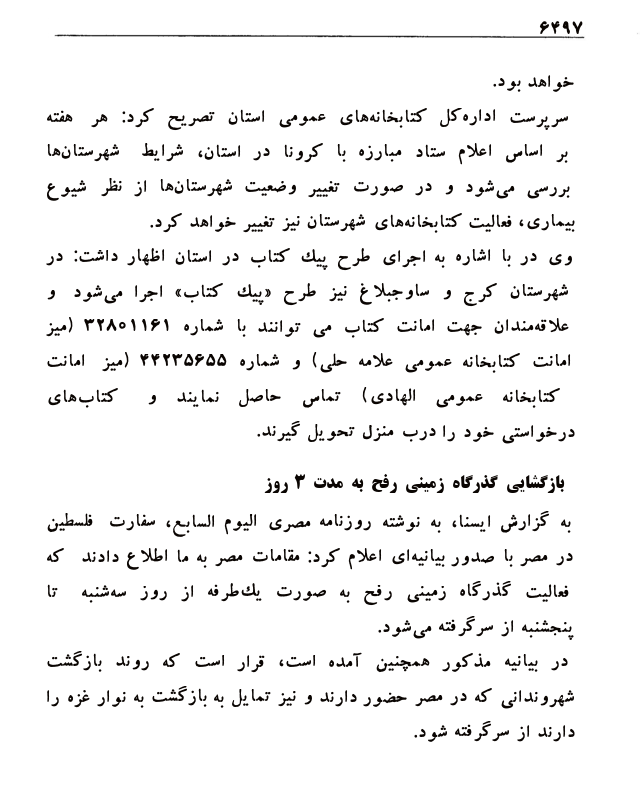 ۶۴۹۷
خواهد بود.
سرپرست اداره‌کل کتابخانه‌های عمومی استان تصریح کرد: هر هفته
بر اساس اعلام ستاد مبارزه با کرونا در استان، شرایط شهرستان‌ها
بررسی می‌شود و در صورت تغییر وضعیت شهرستان‌ها از نظر شیوع
بیماری، فعالیت کتابخانه‌های شهرستان نیز تغییر خواهد کرد.
وی در با اشاره به اجرای طرح پیك کتاب در استان اظهار داشت: در
شهرستان کرج و ساوجبلاغ نیز طرح «پیك کتاب» اجرا می‌شود و
علاقه‌مندان جهت امانت کتاب می توانند با شماره ۳۲۸۰۱۱۶۱ (میز
امانت کتابخانه عمومی علامه حلی) و شماره ۴۴۲۳۵۶۵۵ (میز امانت
کتابخانه عمومی الهادی) تماس حاصل نمایند و کتاب‌های
درخواستی خود را درب منزل تحویل گیرند.
بازگشایی گذرگاه زمینی رفح به مدت ۳ روز
به گزارش ایسنا، به نوشته روزنامه مصری الیوم السابع، سفارت فلسطین
در مصر با صدور بیانیه‌ای اعلام کرد: مقامات مصر به ما اطلاع دادند که
فعالیت گذرگاه زمینی رفح به صورت یك‌طرفه از روز سه‌شنبه تا
پنجشنبه از سرگرفته می‌شود.
در بیانیه مذکور همچنین آمده است، قرار است که روند بازگشت
شهروندانی که در مصر حضور دارند و نیز تمایل به بازگشت به نوار غزه را
دارند از سرگرفته شود.